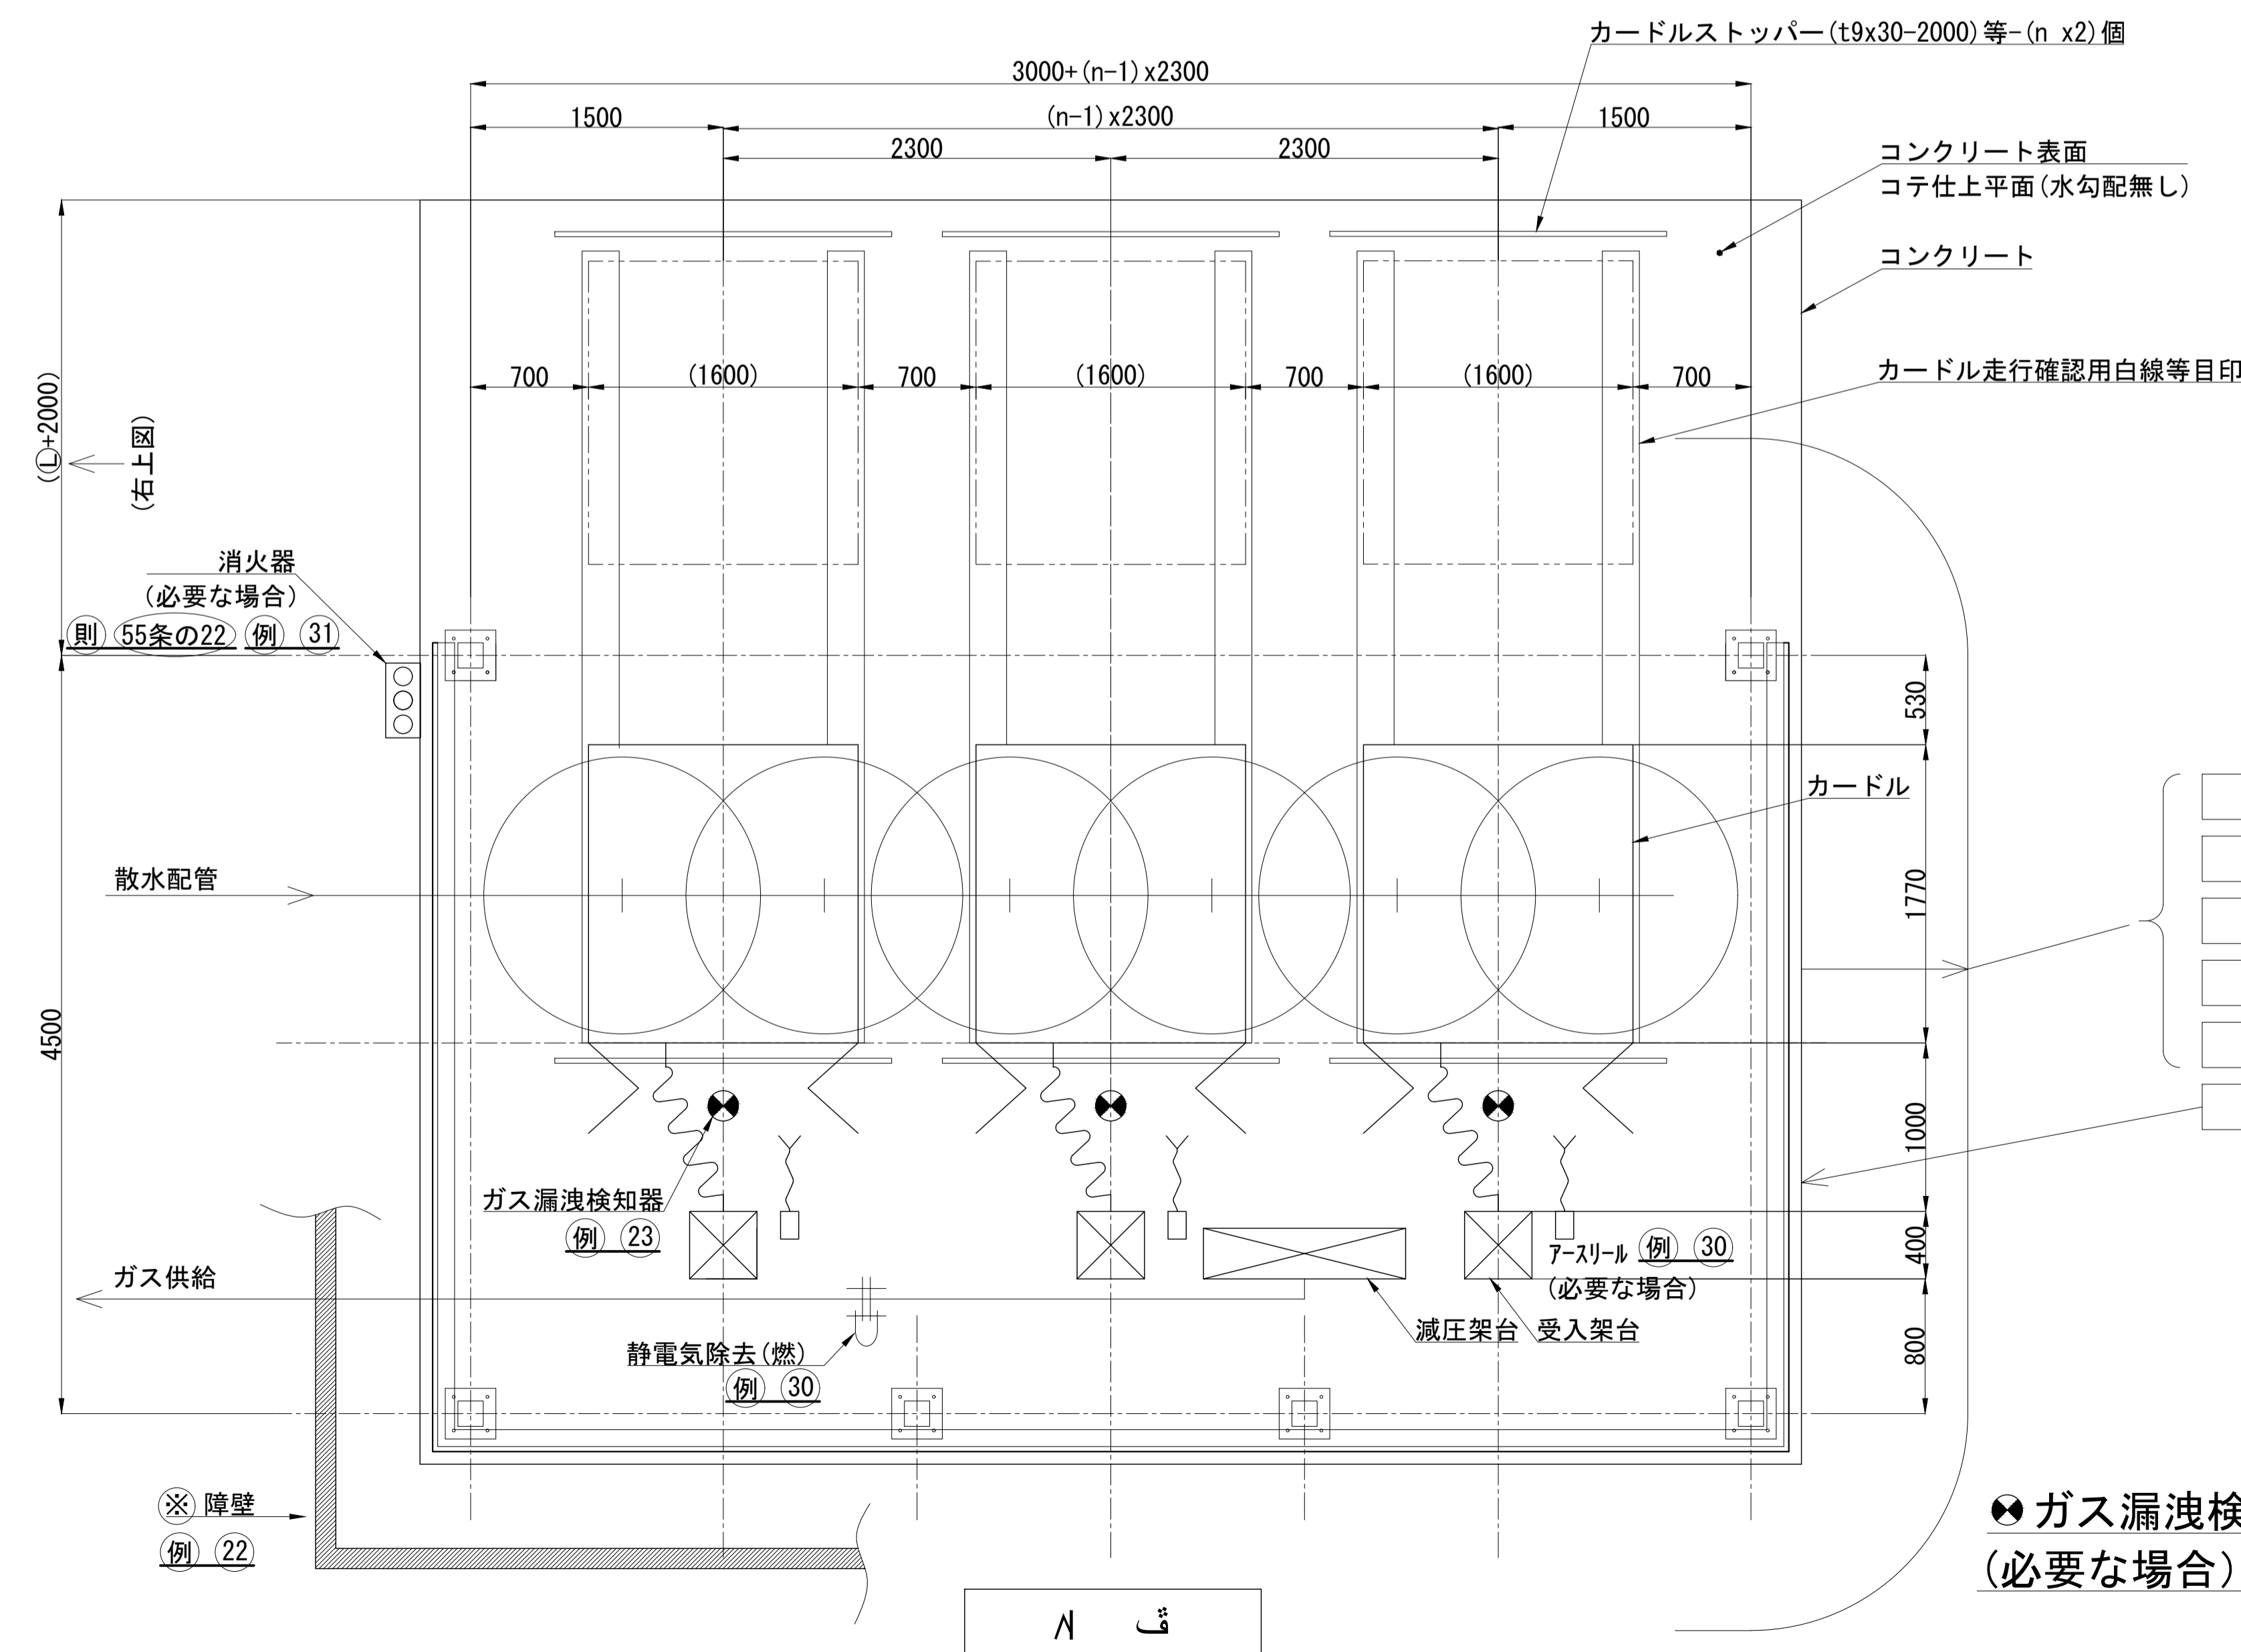 カードルストッパー(t9x30-2000)等-(n x2)個
3000+(n-1)x2300
1500
(n-1)x2300
1500
2300
2300
コンクリート表面
コテ仕上平面(水勾配無し)
コンクリート
カードル走行確認用白線等目印
700
(1600)
700
(1600)
700
(1600)
700
(Ⓛ+2000)
(右上図)
消火器
(必要な場合)
則 55条の22 例 31
530
カードル
散水配管
1770
4500
1000
ガス漏洩検知器
例 23
アースリール 例 30
(必要な場合)
400
ガス供給
減圧架台
受入架台
静電気除去(燃)
例 30
800
※ 障壁
例 22
ガス漏洩検
(必要な場合)